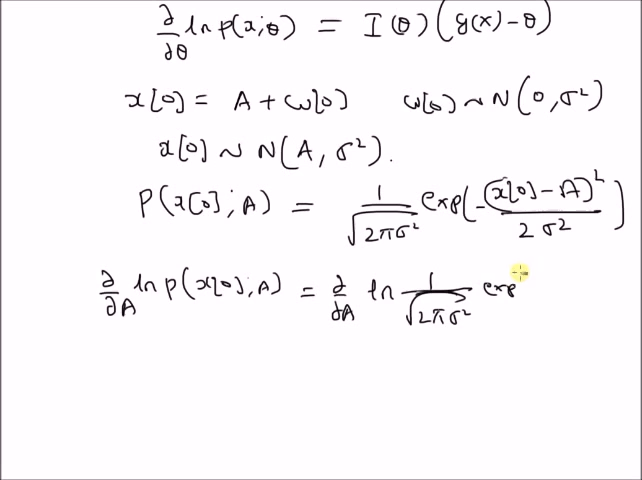 ∂/∂θ ln p(x;θ) = I(θ)(g(x)-θ)
x[0] = A + ω[0] ω[0] ~ N(0,σ²)
x[0] ~ N(A, σ²).
P(x[0];A) = 1/√(2πσ²) exp(-(x[0]-A)²/2σ²)
∂/∂A ln p(x[0];A) = ∂/∂A ln 1/√(2πσ²) exp